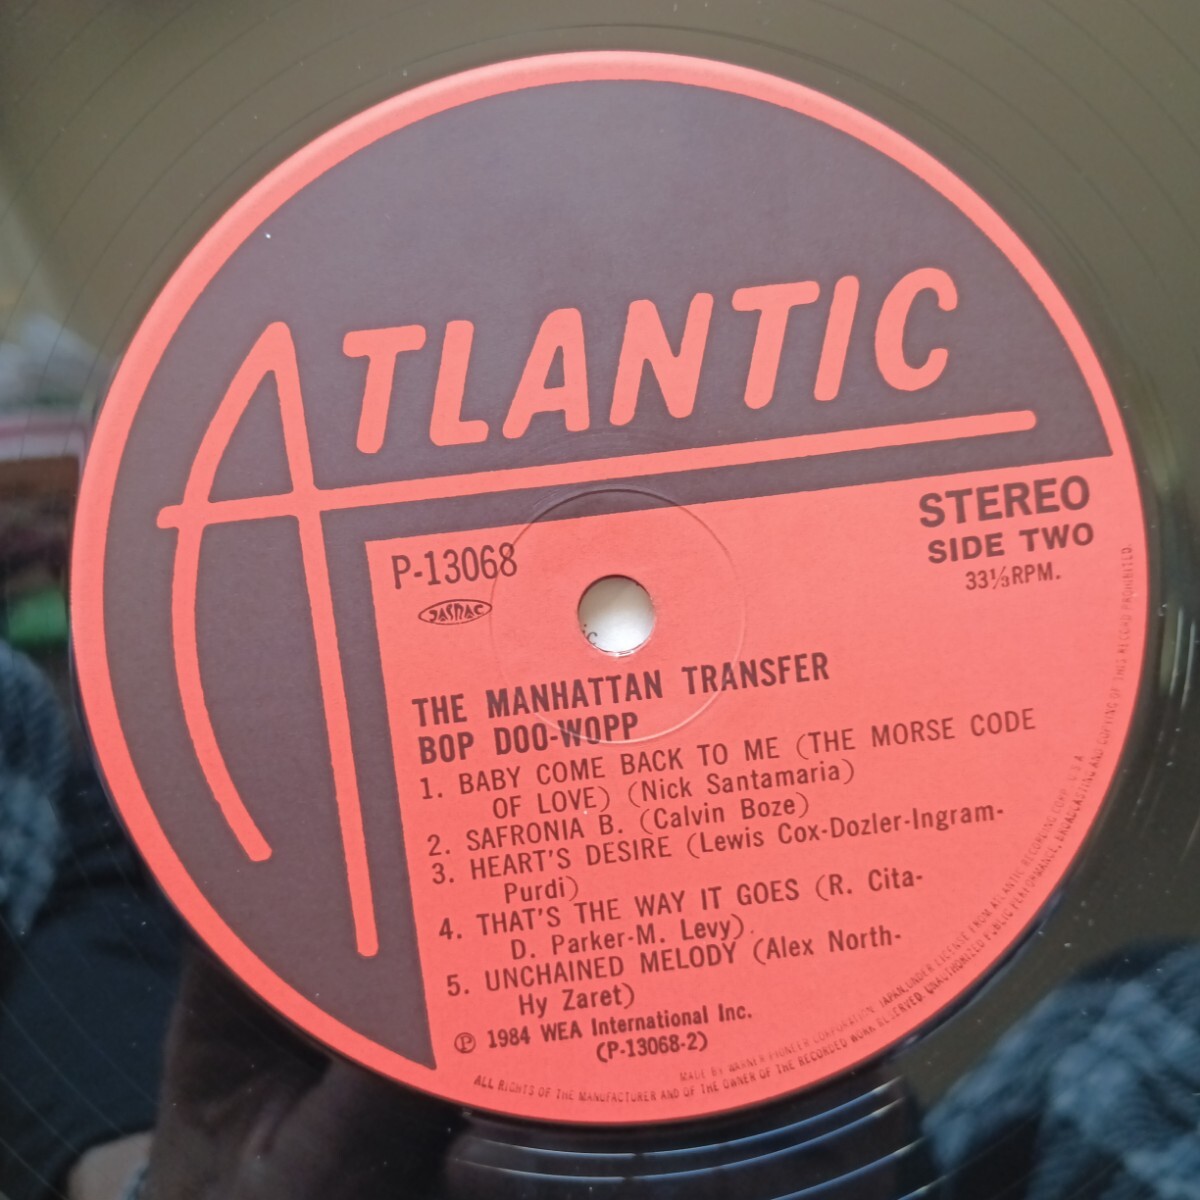 ATLANTIC
STEREO
SIDE TWO
33⅓RPM.
P-13068
JASRAC
THE MANHATTAN TRANSFER
BOP DOO-WOPP
1. BABY COME BACK TO ME (THE MORSE CODE
OF LOVE) (Nick Santamaria)
2. SAFRONIA B. (Calvin Boze)
3. HEART'S DESIRE (Lewis Cox-Dozler-Ingram-
Purdi)
4. THAT'S THE WAY IT GOES (R. Cita-
D. Parker-M. Levy)
5. UNCHAINED MELODY (Alex North-
Hy Zaret)
℗ 1984 WEA International Inc.
(P-13068-2)
MADE BY WARNER PIONEER CORPORATION, JAPAN, UNDER LICENSE FROM ATLANTIC RECORDING CORP. U S A
ALL RIGHTS OF THE MANUFACTURER AND OF THE OWNER OF THE RECORDED WORK RESERVED. UNAUTHORIZED PUBLIC PERFORMANCE, BROADCASTING AND COPYING OF THIS RECORD PROHIBITED.